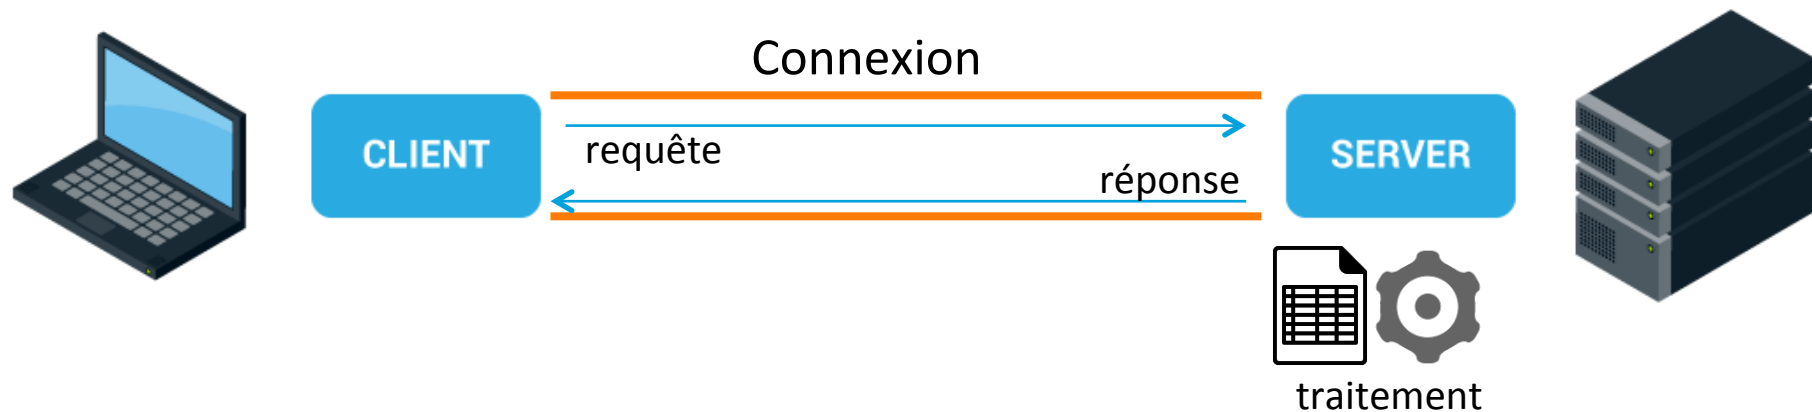 Connexion
CLIENT
requête
réponse
SERVER
traitement